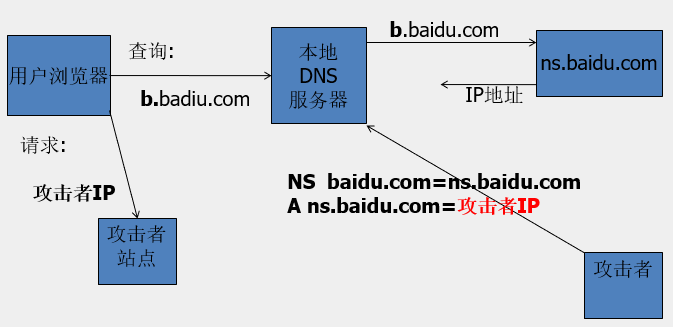 用户浏览器
查询:
b.badiu.com
本地
DNS
服务器
b.baidu.com
ns.baidu.com
IP地址
请求:
攻击者IP
攻击者
站点
NS baidu.com=ns.baidu.com
A ns.baidu.com=攻击者IP
攻击者